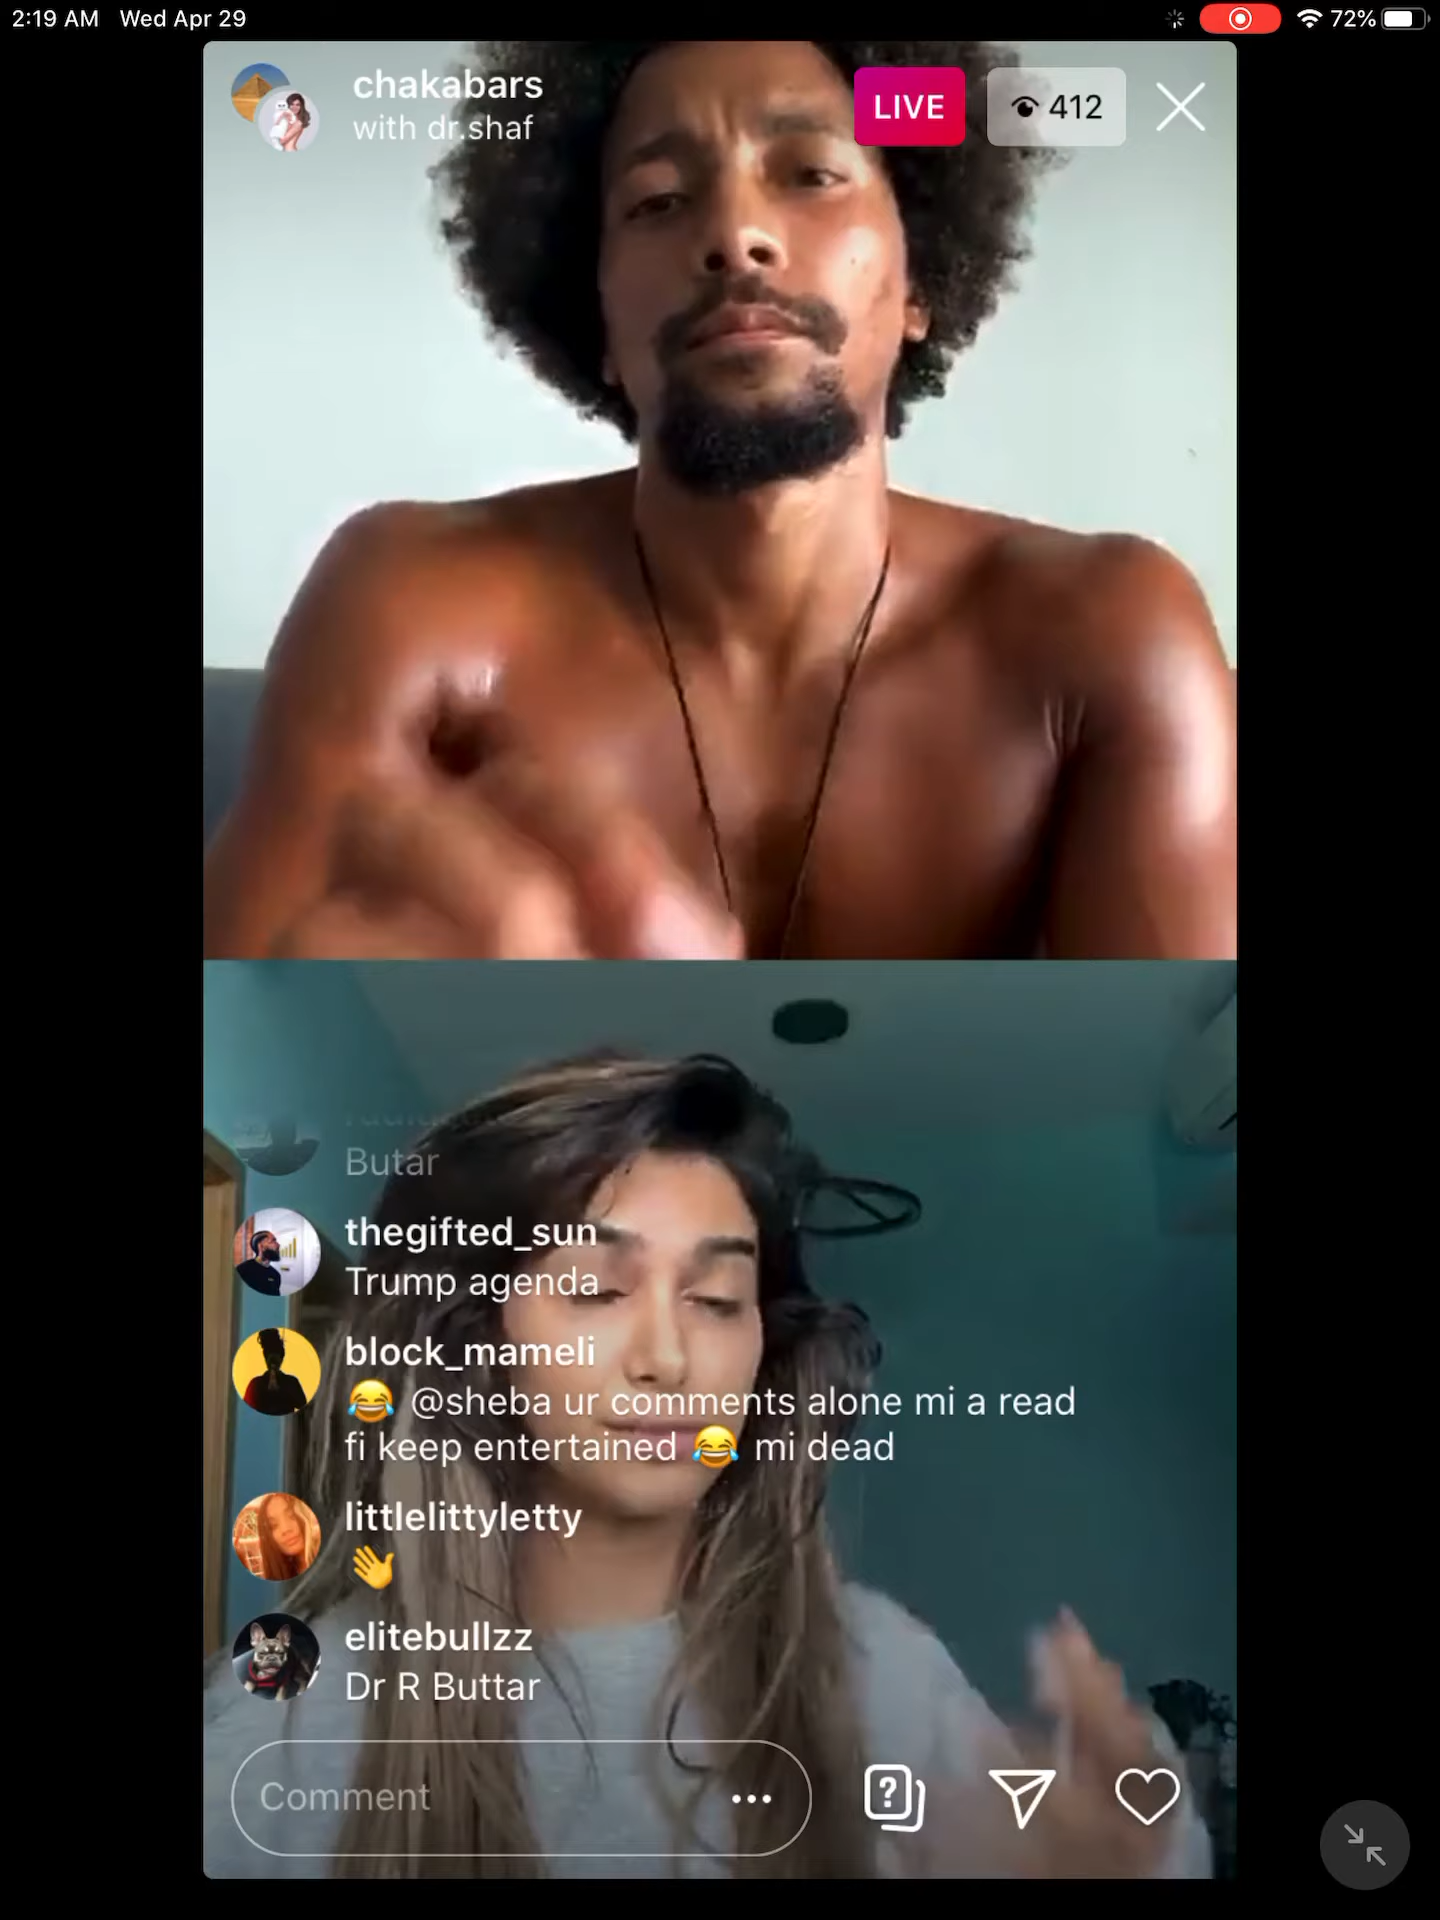 2:19 AM Wed Apr 29
72%
chakabars
with dr.shaf
LIVE
412
Butar
thegifted_sun
Trump agenda
block_mameli
😂 @sheba ur comments alone mi a read
fi keep entertained 😂 mi dead
littlelittyletty
👋
elitebullzz
Dr R Buttar
Comment